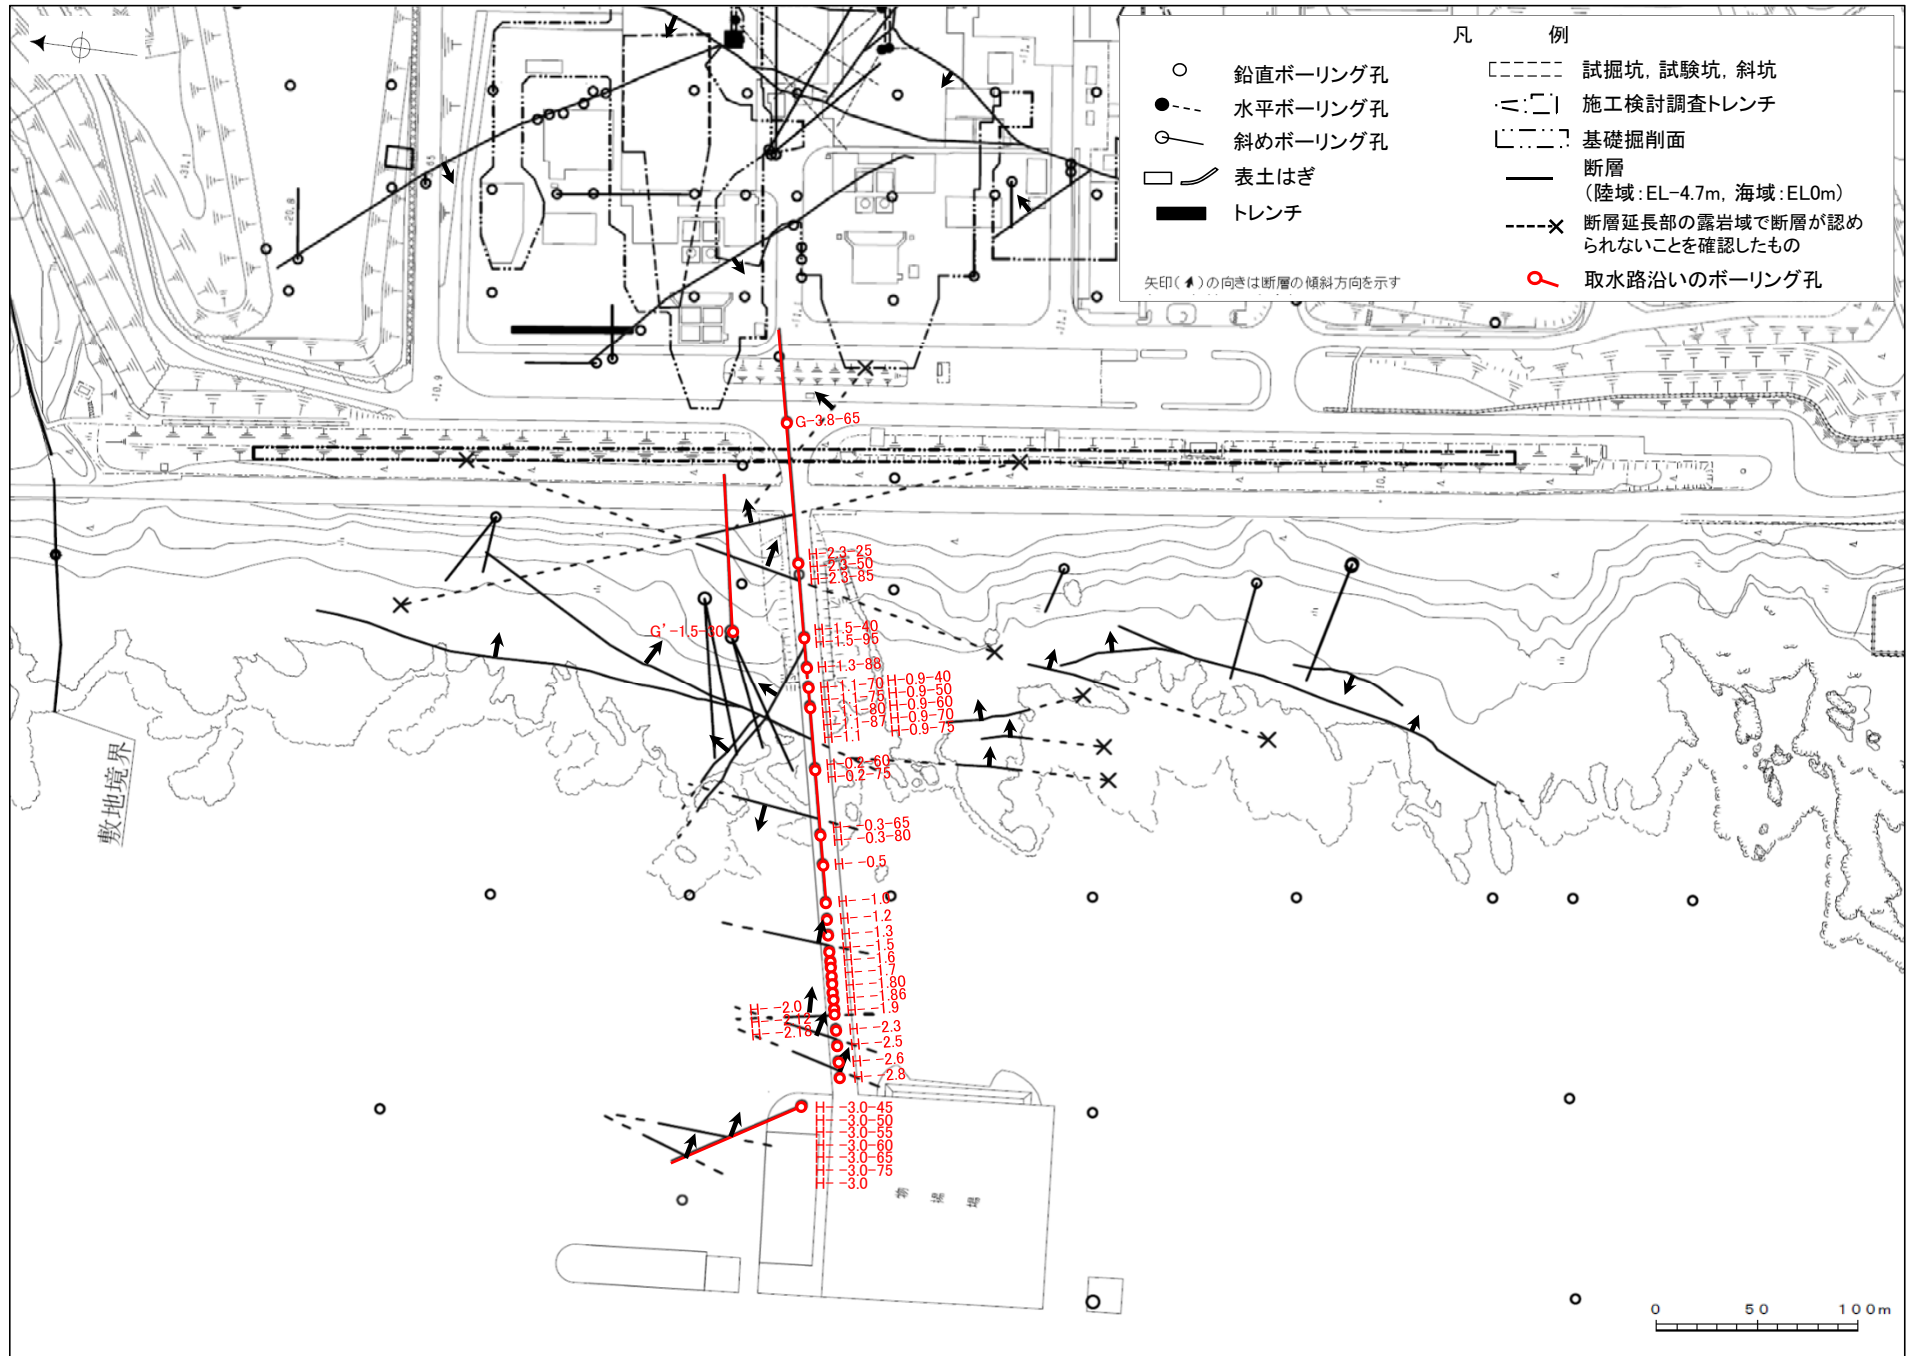 凡 例
鉛直ボーリング孔
水平ボーリング孔
斜めボーリング孔
表土はぎ
トレンチ
矢印( )の向きは断層の傾斜方向を示す
試掘坑, 試験坑, 斜坑
施工検討調査トレンチ
基礎掘削面
断層
(陸域:EL-4.7m, 海域:EL0m)
断層延長部の露岩域で断層が認め
られないことを確認したもの
取水路沿いのボーリング孔
G-3.8-65
H-2.3-25
H-2.3-50
H-2.3-85
G'-1.5-30
H-1.5-40
H-1.5-95
H-1.3-88
H-1.1-70
H-1.1-75
H-1.1-80
H-1.1-87
H-1.1
H-0.9-40
H-0.9-50
H-0.9-60
H-0.9-70
H-0.9-75
H-0.2-60
H-0.2-75
H- -0.3-65
H- -0.3-80
H- -0.5
H- -1.0
H- -1.2
H- -1.3
H- -1.5
H- -1.6
H- -1.7
H- -1.80
H- -1.86
H- -1.9
H- -2.0
H- -2.12
H- -2.18
H- -2.3
H- -2.5
H- -2.6
H- -2.8
H- -3.0-45
H- -3.0-50
H- -3.0-55
H- -3.0-60
H- -3.0-65
H- -3.0-75
H- -3.0
敷地境界
物 揚 場
0 50 100m